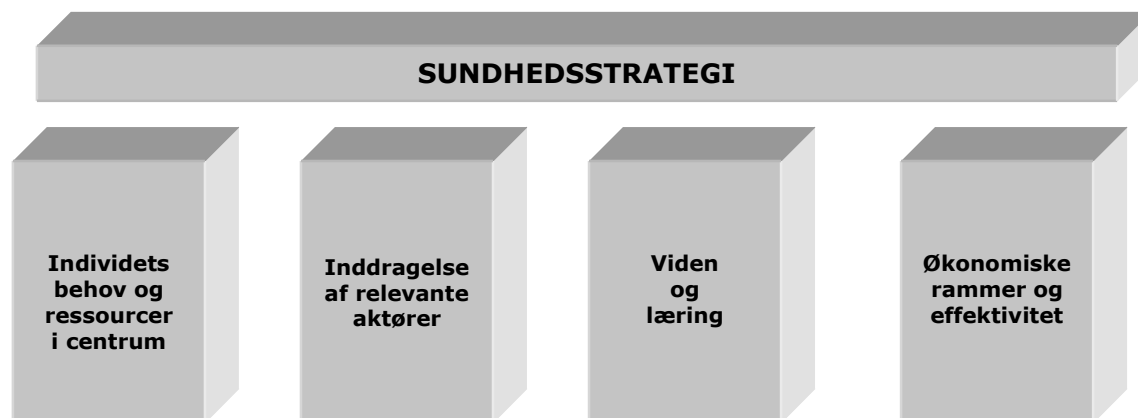 SUNDHEDSSTRATEGI
Individets
behov og
ressourcer
i centrum
Inddragelse
af relevante
aktører
Viden
og
læring
Økonomiske
rammer og
effektivitet